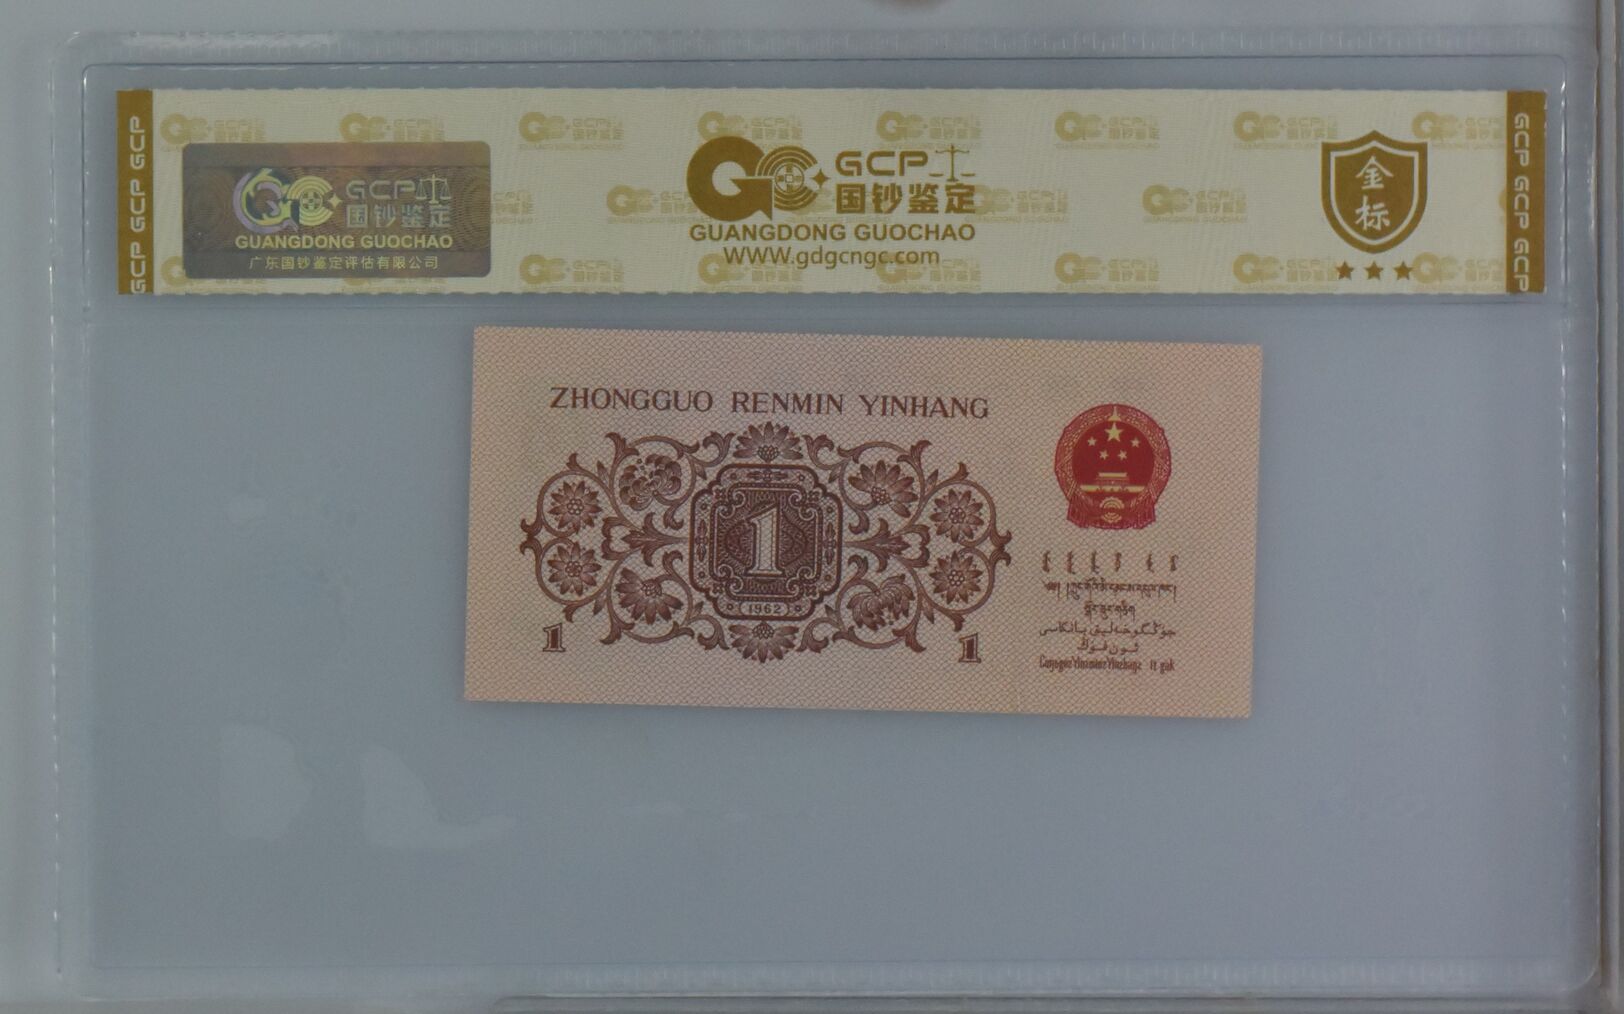 GCP GCP GCP
GCP
国钞鉴定
GUANGDONG GUOCHAO
广东国钞鉴定评估有限公司
GCP
国钞鉴定
GUANGDONG GUOCHAO
WWW.gdgcngc.com
金
标
GCP GCP GCP
ZHONGGUO RENMIN YINHANG
1
1962
1
1